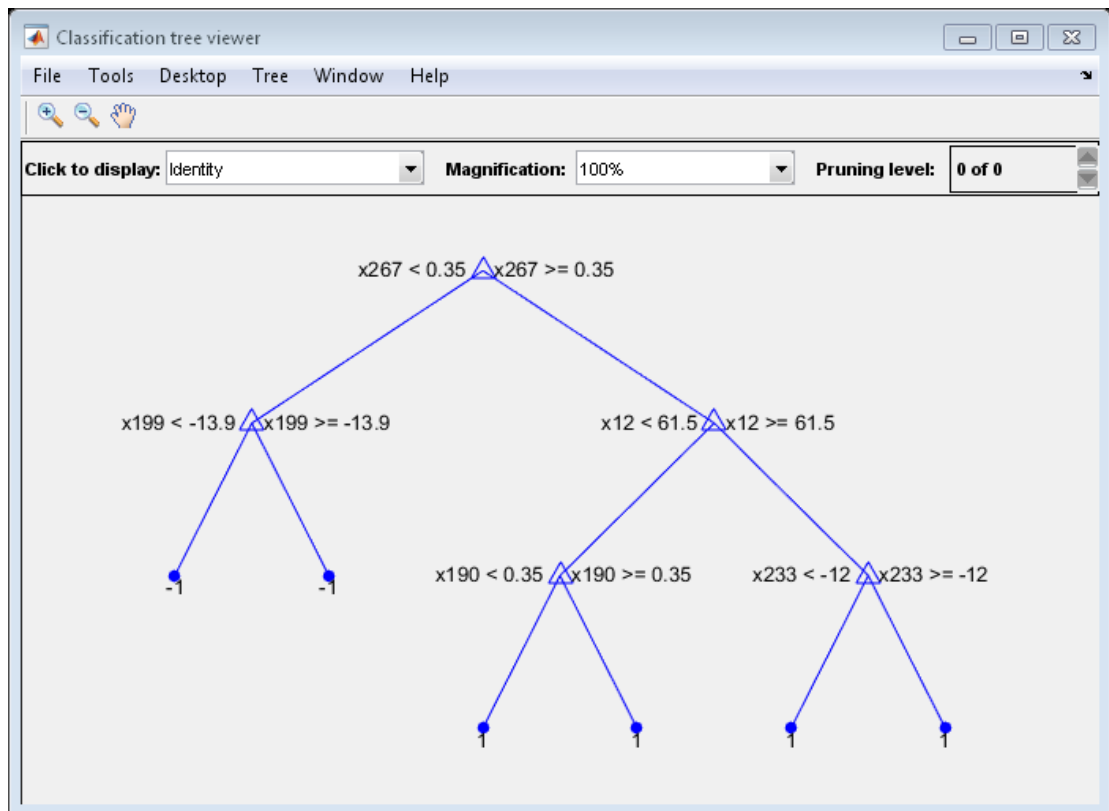 Classification tree viewer
File Tools Desktop Tree Window Help
Click to display: Identity Magnification: 100% Pruning level: 0 of 0
x267 < 0.35 x267 >= 0.35
x199 < -13.9 x199 >= -13.9 x12 < 61.5 x12 >= 61.5
-1 -1 x190 < 0.35 x190 >= 0.35 x233 < -12 x233 >= -12
1 1 1 1